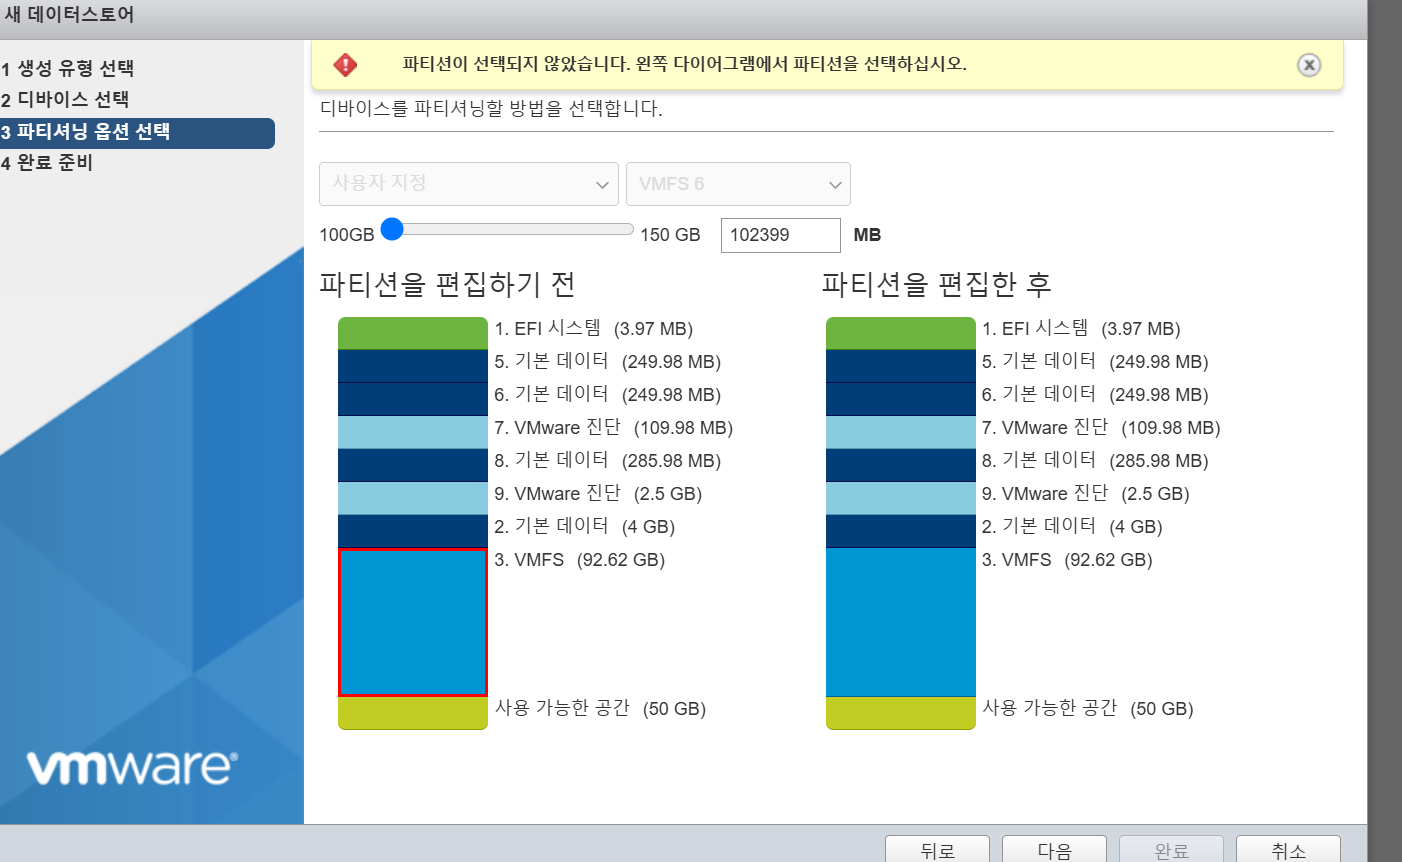 새 데이터스토어
1 생성 유형 선택
2 디바이스 선택
3 파티셔닝 옵션 선택
4 완료 준비
파티션이 선택되지 않았습니다. 왼쪽 다이어그램에서 파티션을 선택하십시오.
디바이스를 파티셔닝할 방법을 선택합니다.
사용자 지정
VMFS 6
100GB
150 GB
102399
MB
파티션을 편집하기 전
1. EFI 시스템 (3.97 MB)
5. 기본 데이터 (249.98 MB)
6. 기본 데이터 (249.98 MB)
7. VMware 진단 (109.98 MB)
8. 기본 데이터 (285.98 MB)
9. VMware 진단 (2.5 GB)
2. 기본 데이터 (4 GB)
3. VMFS (92.62 GB)
사용 가능한 공간 (50 GB)
파티션을 편집한 후
1. EFI 시스템 (3.97 MB)
5. 기본 데이터 (249.98 MB)
6. 기본 데이터 (249.98 MB)
7. VMware 진단 (109.98 MB)
8. 기본 데이터 (285.98 MB)
9. VMware 진단 (2.5 GB)
2. 기본 데이터 (4 GB)
3. VMFS (92.62 GB)
사용 가능한 공간 (50 GB)
vmware®
뒤로
다음
완료
취소